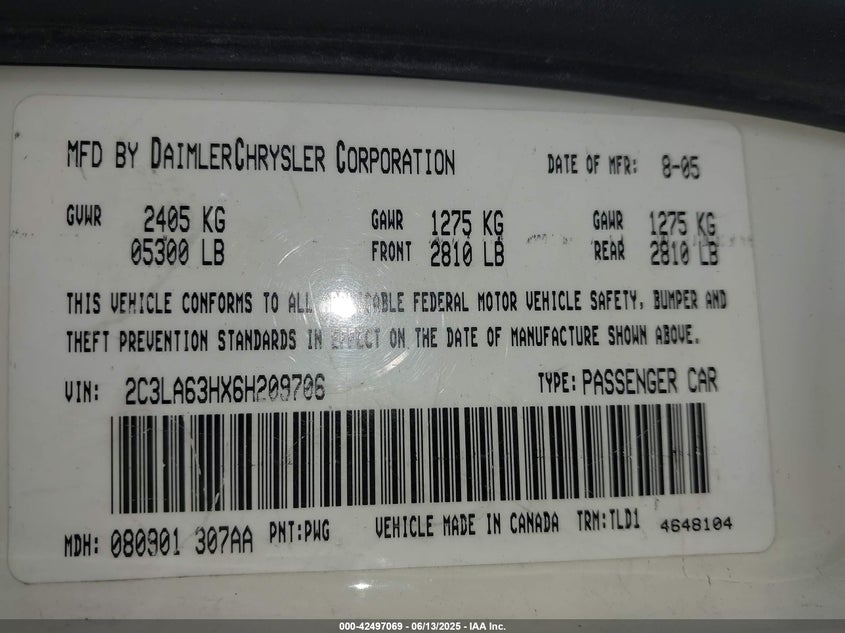 MFD BY DAIMLERCHRYSLER CORPORATION DATE OF MFR: 8-05
GVWR 2405 KG GAWR 1275 KG GAWR 1275 KG
05300 LB FRONT 2810 LB REAR 2810 LB
THIS VEHICLE CONFORMS TO ALL APPLICABLE FEDERAL MOTOR VEHICLE SAFETY, BUMPER AND
THEFT PREVENTION STANDARDS IN EFFECT ON THE DATE OF MANUFACTURE SHOWN ABOVE.
VIN: 2C3LA63HX6H209706 TYPE: PASSENGER CAR
MDH: 080901 307AA PNT:PWG VEHICLE MADE IN CANADA TRM:TLD1 4648104
000-42497069 - 06/13/2025 - IAA Inc.